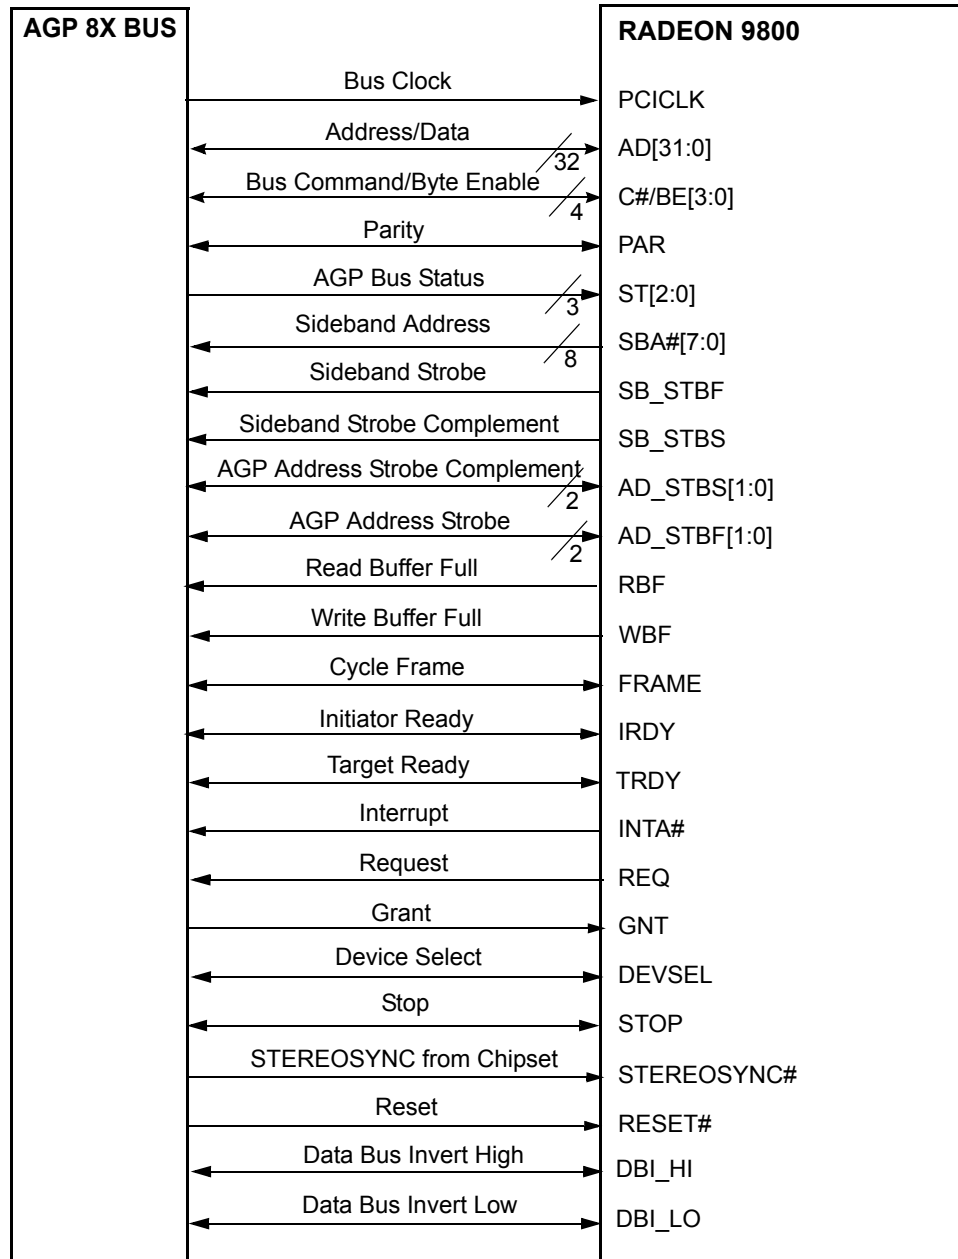 AGP 8X BUS
RADEON 9800
Bus Clock
PCICLK
Address/Data
32
AD[31:0]
Bus Command/Byte Enable
4
C#/BE[3:0]
Parity
PAR
AGP Bus Status
3
ST[2:0]
Sideband Address
8
SBA#[7:0]
Sideband Strobe
SB_STBF
Sideband Strobe Complement
SB_STBS
AGP Address Strobe Complement
2
AD_STBS[1:0]
AGP Address Strobe
2
AD_STBF[1:0]
Read Buffer Full
RBF
Write Buffer Full
WBF
Cycle Frame
FRAME
Initiator Ready
IRDY
Target Ready
TRDY
Interrupt
INTA#
Request
REQ
Grant
GNT
Device Select
DEVSEL
Stop
STOP
STEREOSYNC from Chipset
STEREOSYNC#
Reset
RESET#
Data Bus Invert High
DBI_HI
Data Bus Invert Low
DBI_LO